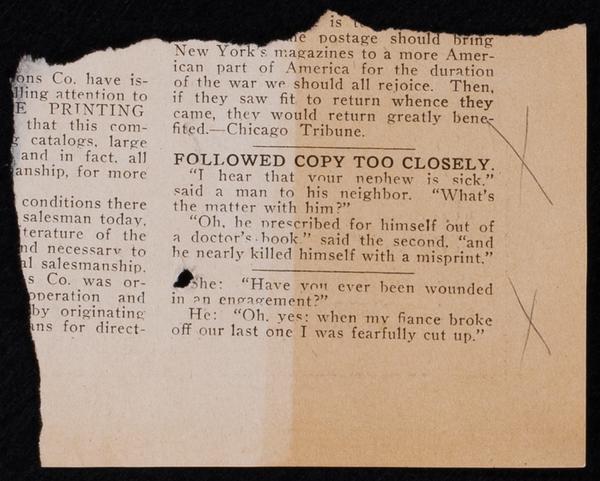 ons Co. have is-
lling attention to
E PRINTING
that this com-
g catalogs, large
and in fact, all
anship, for more
conditions there
salesman today,
terature of the
nd necessary to
al salesmanship.
s Co. was or-
operation and
by originating
ans for direct-
is
e postage should bring
New York's magazines to a more Amer-
ican part of America for the duration
of the war we should all rejoice. Then,
if they saw fit to return whence they
came, they would return greatly bene-
fited.—Chicago Tribune.
FOLLOWED COPY TOO CLOSELY.
"I hear that your nephew is sick,"
said a man to his neighbor. "What's
the matter with him?"
"Oh, he prescribed for himself out of
a doctor's book," said the second, "and
he nearly killed himself with a misprint."
She: "Have you ever been wounded
in an engagement?"
He: "Oh, yes; when my fiance broke
off our last one I was fearfully cut up."